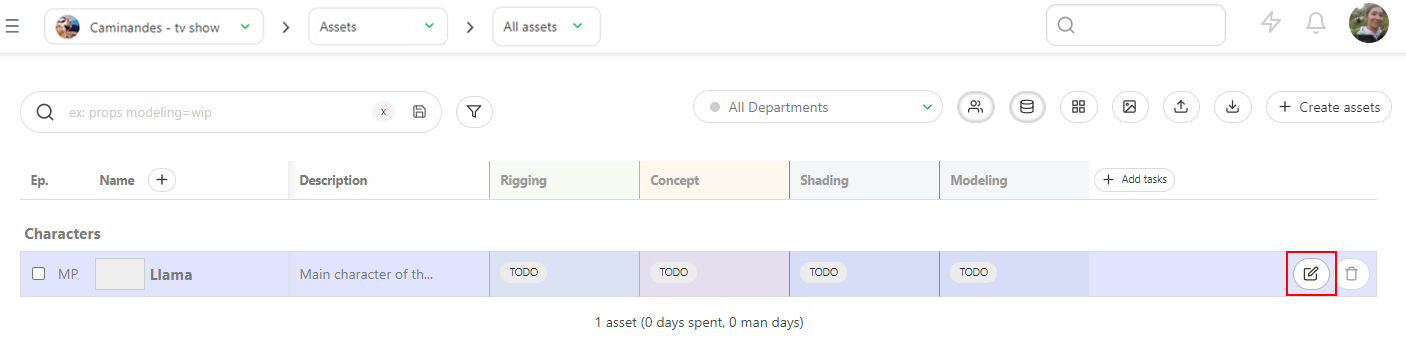 Caminandes - tv show > Assets > All assets
ex: props modeling=wip x All Departments + Create assets
Ep. Name + Description Rigging Concept Shading Modeling + Add tasks
Characters
MP Llama Main character of th... TODO TODO TODO TODO
1 asset (0 days spent, 0 man days)